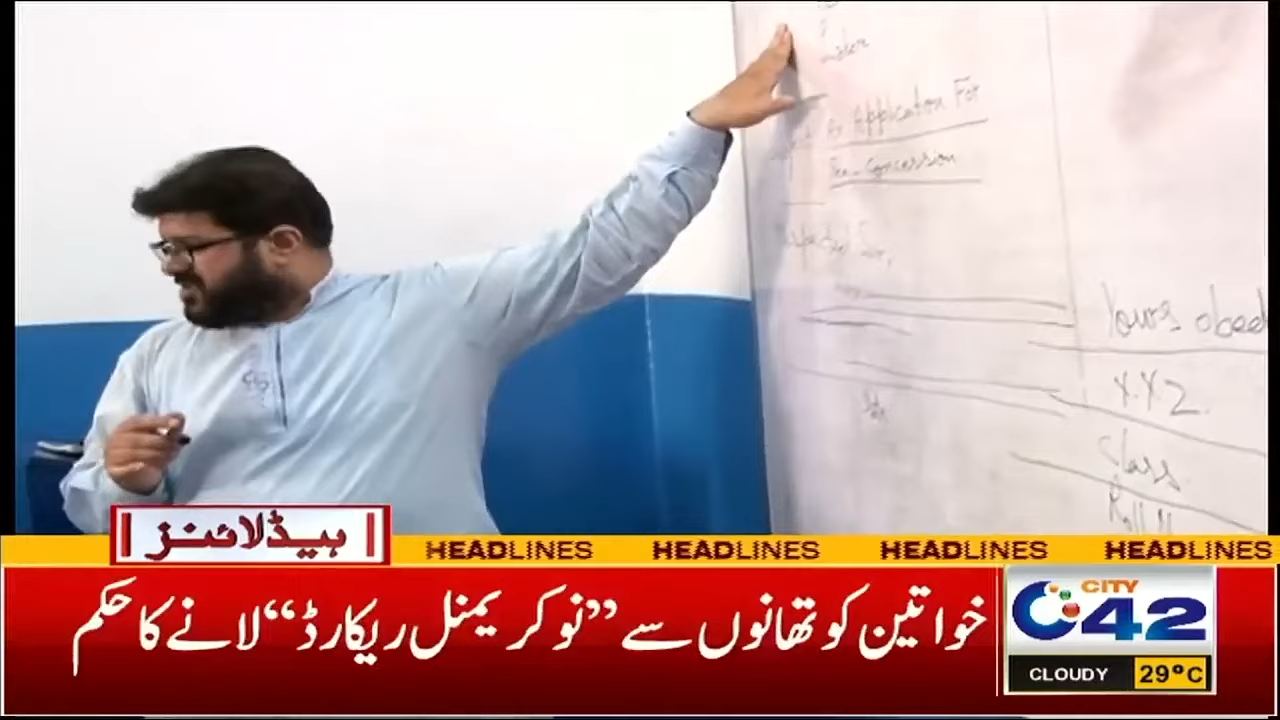 Application For
Fee concession
yours obed
X.Y.Z.
Class
ہیڈلائنز
HEADLINES HEADLINES HEADLINES HEADLINES
خواتین کو تھانوں سے ”نو کریمنل ریکارڈ“ لانے کا حکم
CITY
42
CLOUDY 29°C